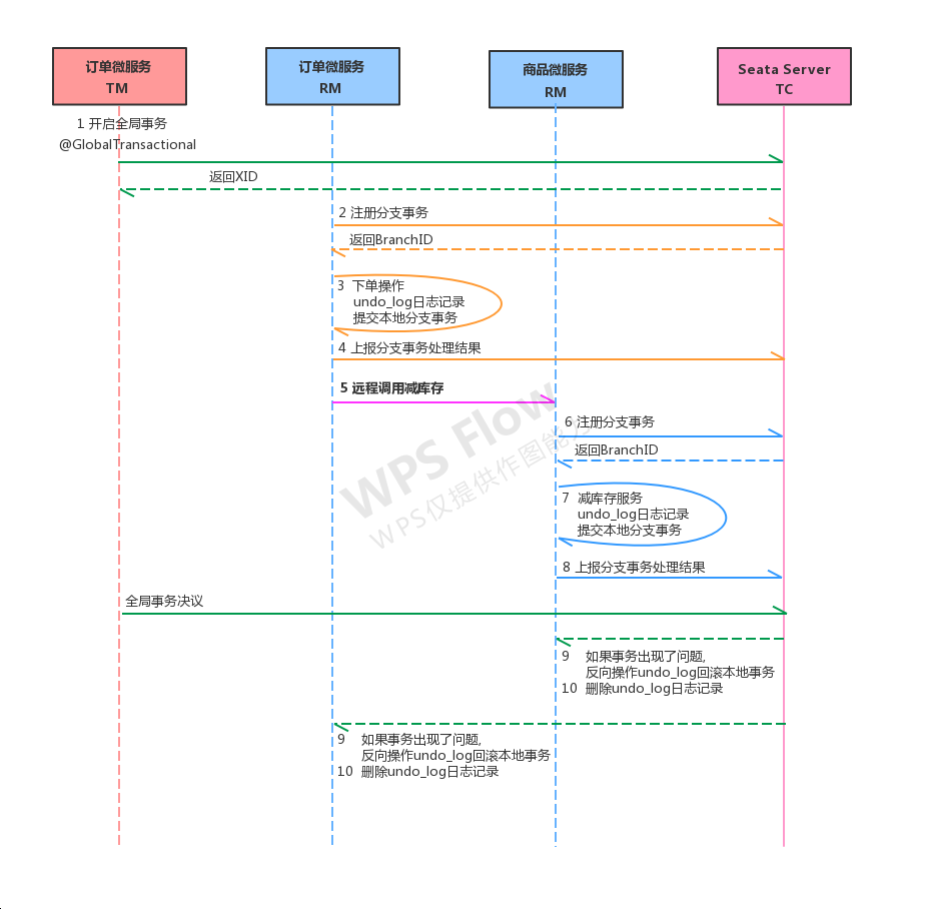 订单微服务
TM
订单微服务
RM
商品微服务
RM
Seata Server
TC
1 开启全局事务
@GlobalTransactional
返回XID
2 注册分支事务
返回BranchID
3 下单操作
undo_log日志记录
提交本地分支事务
4 上报分支事务处理结果
5 远程调用减库存
6 注册分支事务
返回BranchID
7 减库存服务
undo_log日志记录
提交本地分支事务
8 上报分支事务处理结果
全局事务决议
9 如果事务出现了问题,
反向操作undo_log回滚本地事务
10 删除undo_log日志记录
9 如果事务出现了问题,
反向操作undo_log回滚本地事务
10 删除undo_log日志记录
WPS Flow
WPS仅提供作图能力